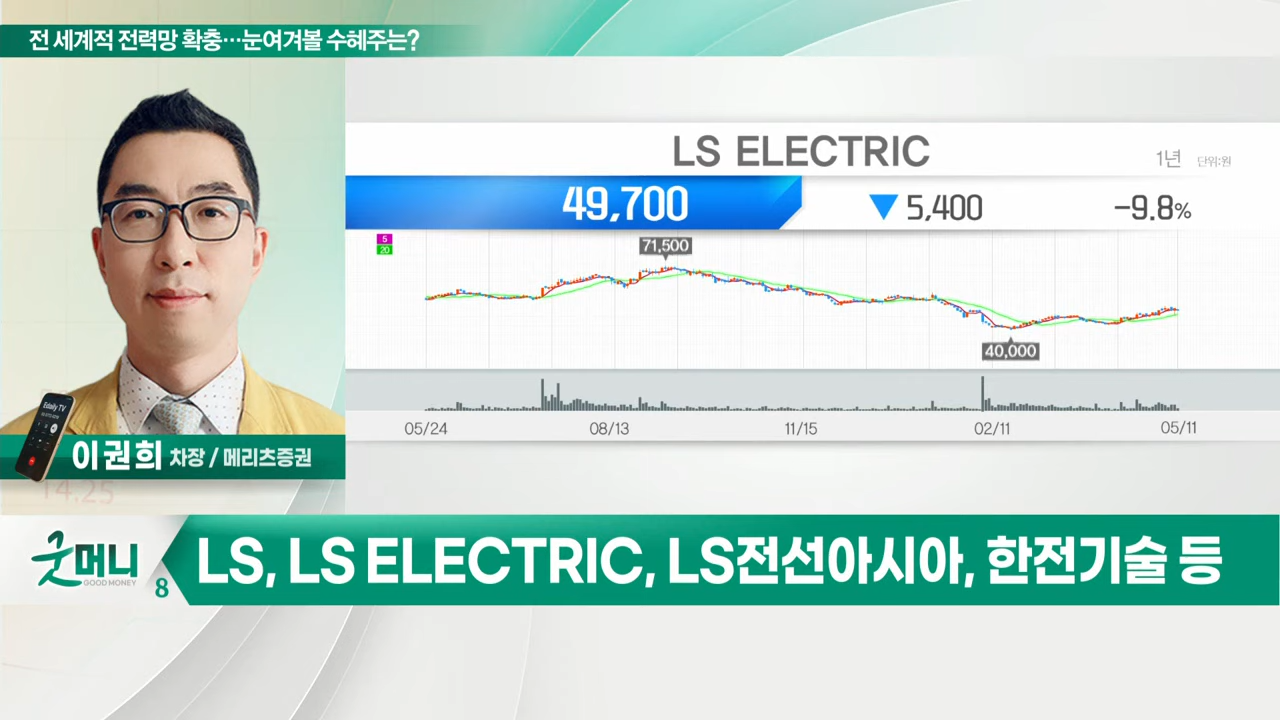 전 세계적 전력망 확충…눈여겨볼 수혜주는?
LS ELECTRIC
1년 단위:원
49,700 ▼ 5,400 -9.8%
5
20
71,500
40,000
05/24 08/13 11/15 02/11 05/11
Edaily TV
이권희 차장 / 메리츠증권
14.25
굿머니
GOOD MONEY
8
LS, LS ELECTRIC, LS전선아시아, 한전기술 등